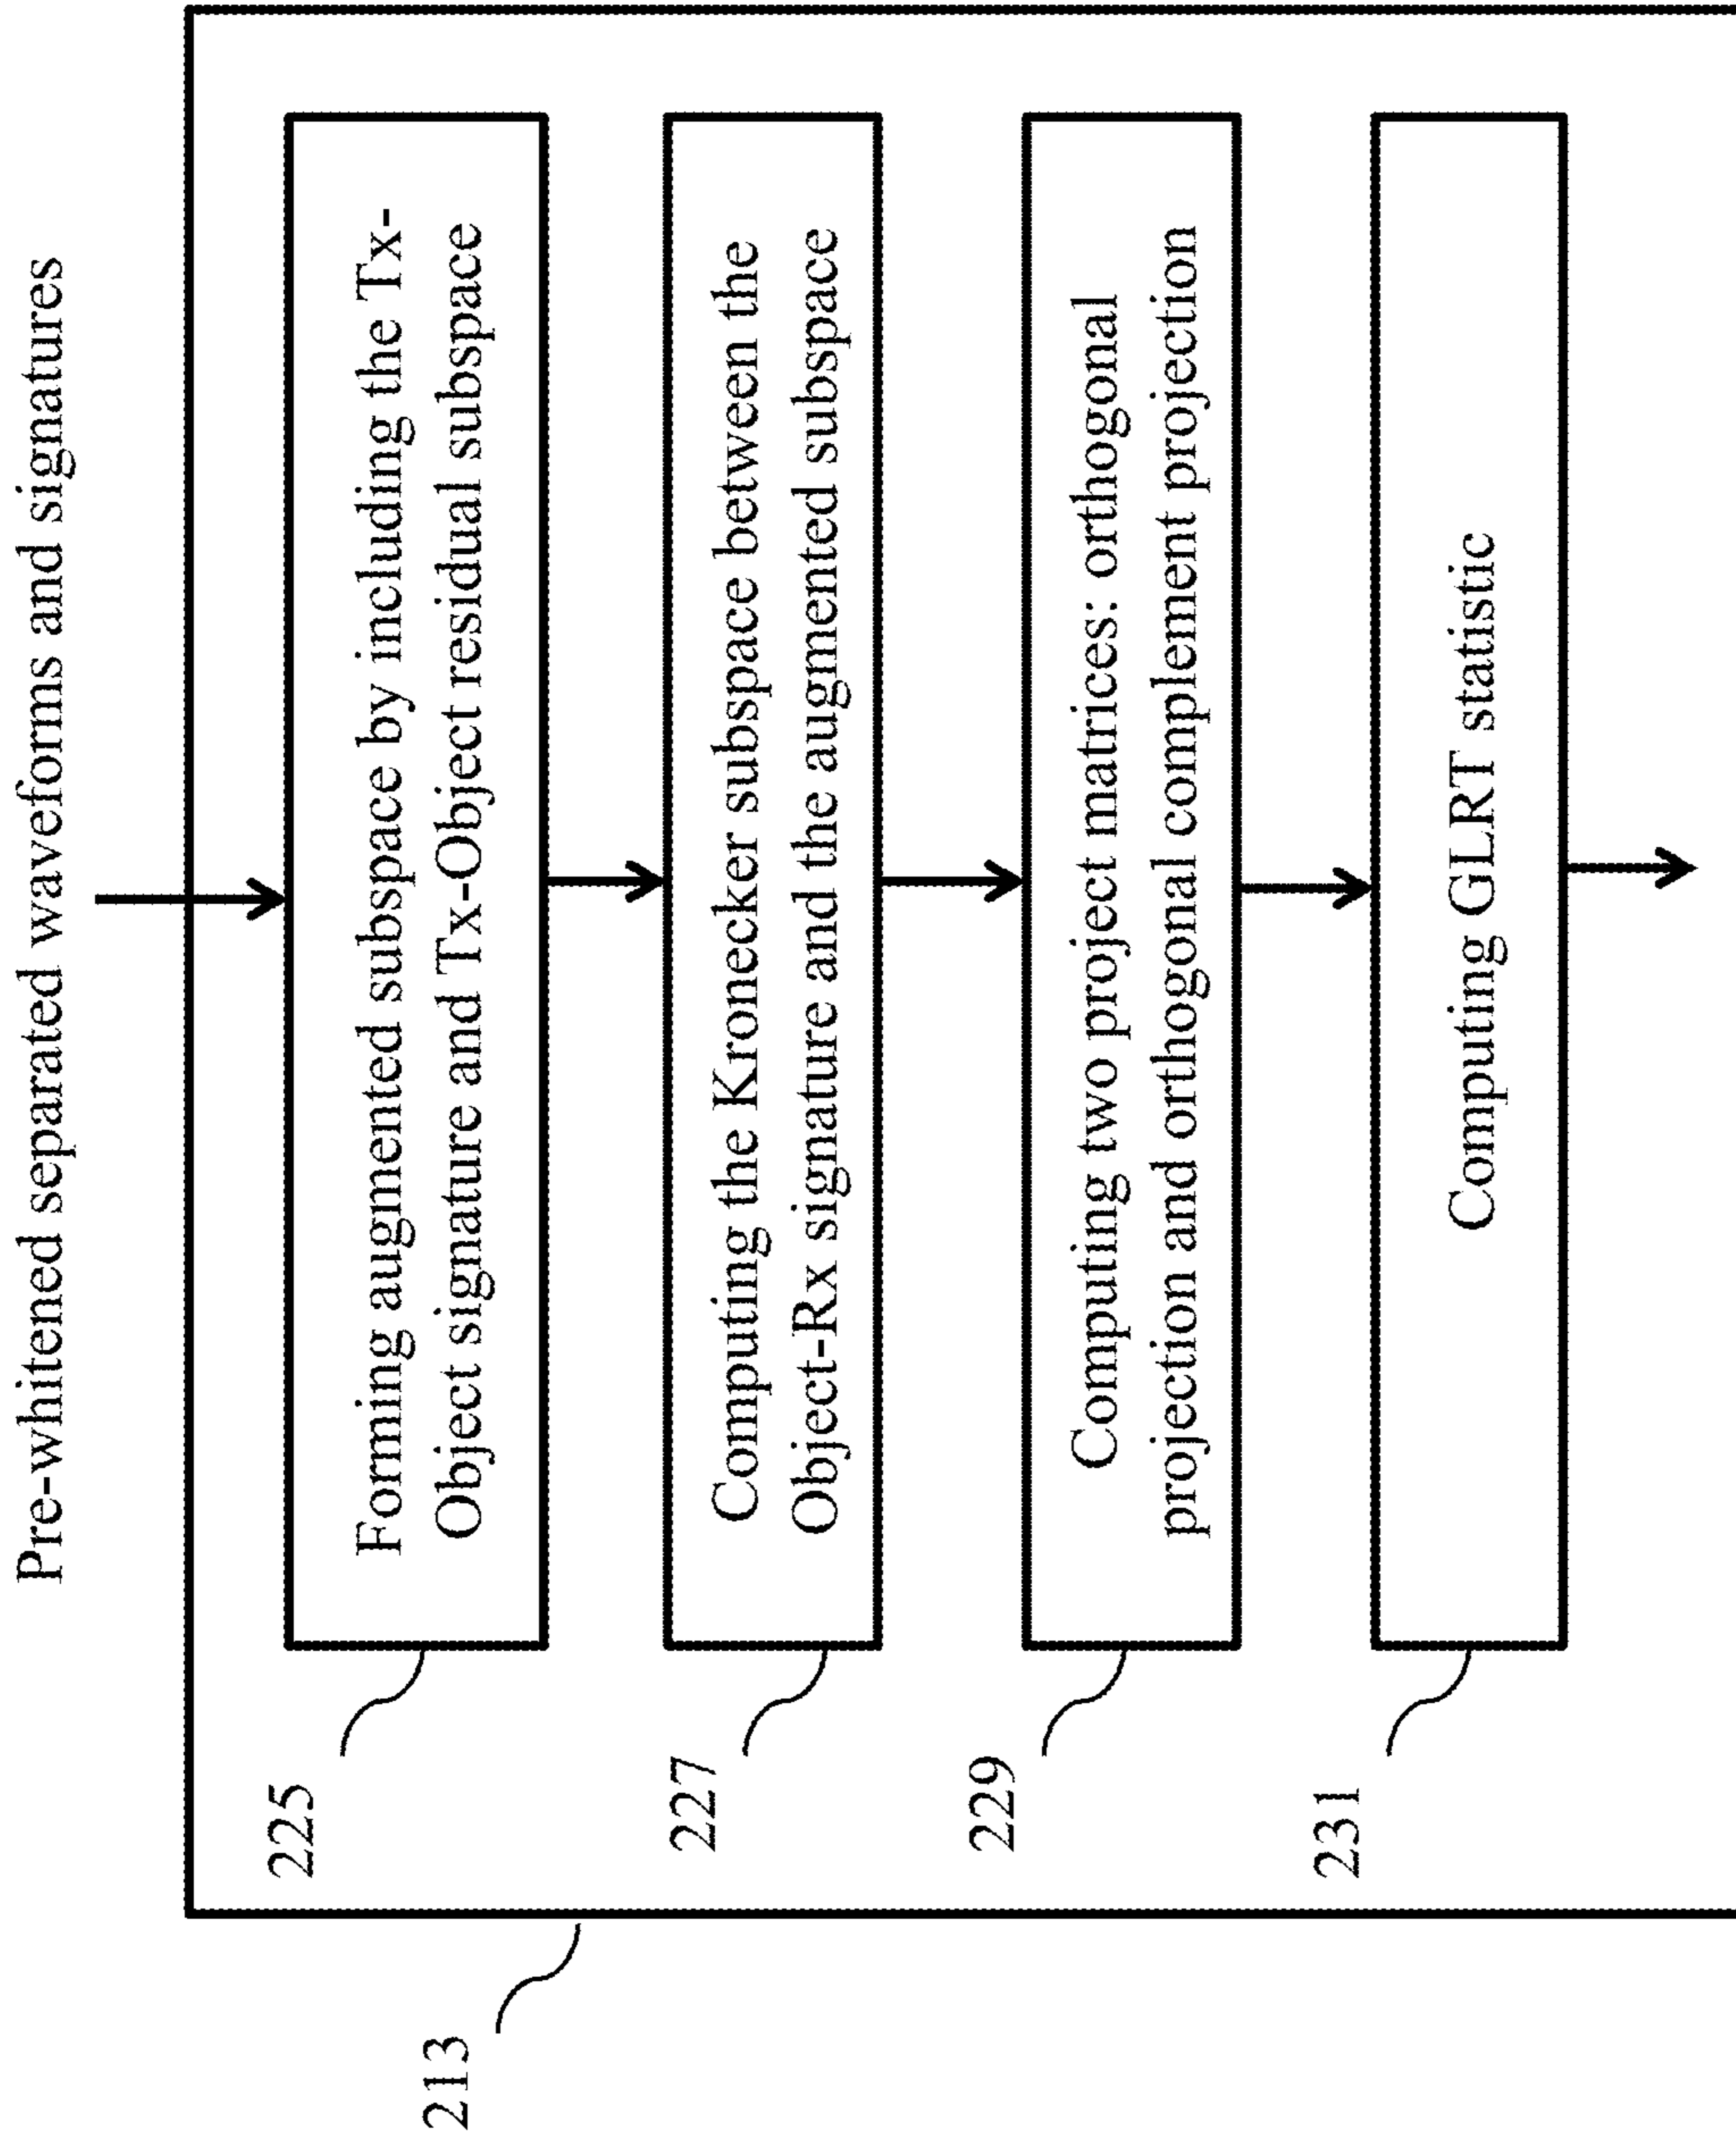 Pre-whitened separated waveforms and signatures
213
225
Forming augmented subspace by including the Tx-
Object signature and Tx-Object residual subspace
227
Computing the Kronecker subspace between the
Object-Rx signature and the augmented subspace
229
Computing two project matrices: orthogonal
projection and orthogonal complement projection
231
Computing GLRT statistic